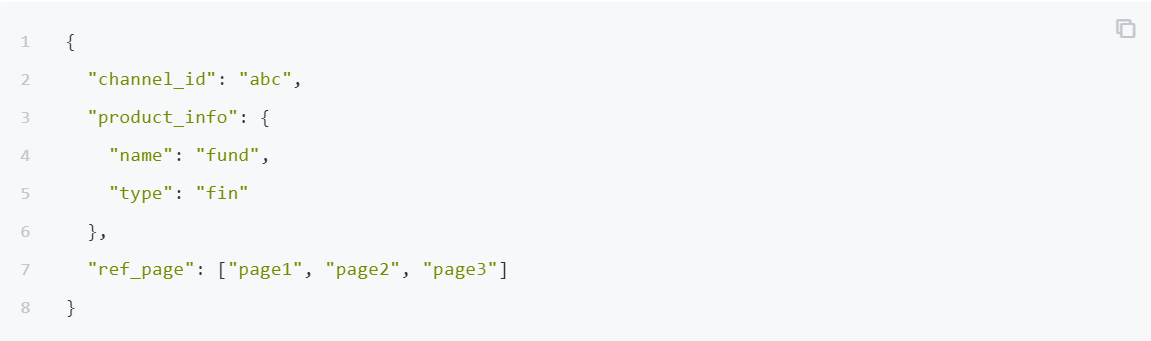 1 {
2   "channel_id": "abc",
3   "product_info": {
4     "name": "fund",
5     "type": "fin"
6   },
7   "ref_page": ["page1", "page2", "page3"]
8 }